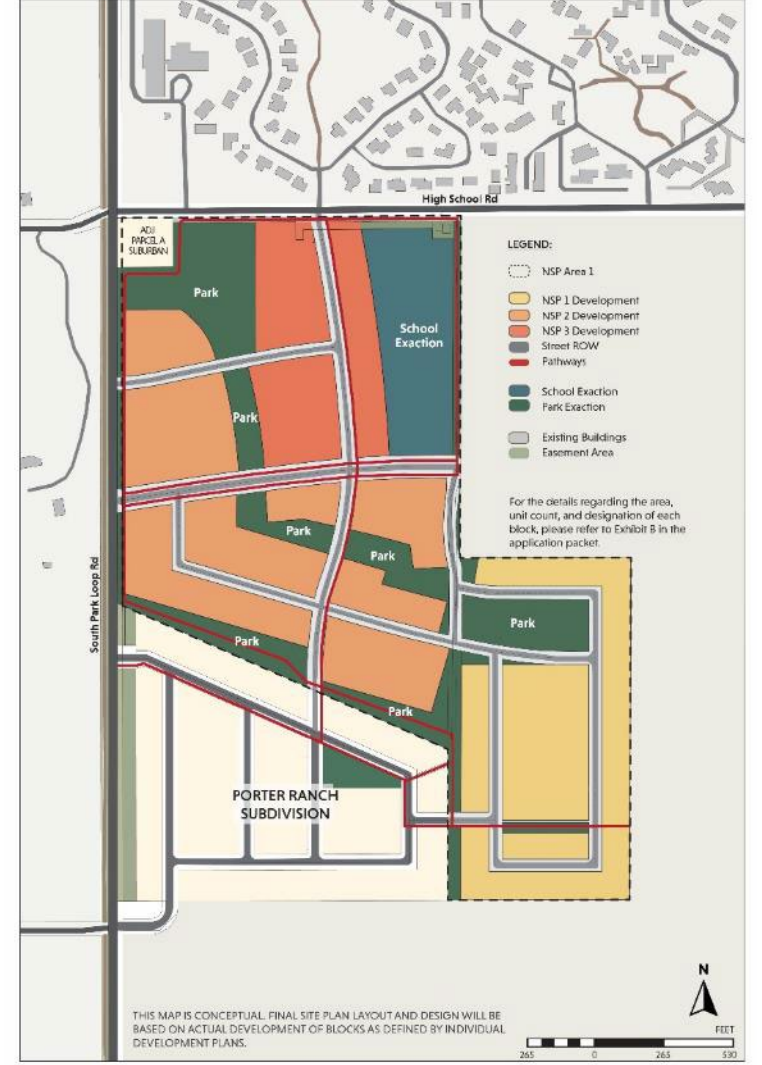 High School Rd
ADJ
PARCEL A
SUBURBAN
LEGEND:
NSP Area 1
Park
NSP 1 Development
NSP 2 Development
NSP 3 Development
School
Exaction
Street ROW
Pathways
School Exaction
Park Exaction
Park
Existing Buildings
Easement Area
For the details regarding the area,
unit count, and designation of each
block, please refer to Exhibit B in the
application packet.
Park
Park
South Park Loop Rd
Park
Park
Park
PORTER RANCH
SUBDIVISION
N
THIS MAP IS CONCEPTUAL. FINAL SITE PLAN LAYOUT AND DESIGN WILL BE
BASED ON ACTUAL DEVELOPMENT OF BLOCKS AS DEFINED BY INDIVIDUAL
DEVELOPMENT PLANS.
FEET
265 0 265 530